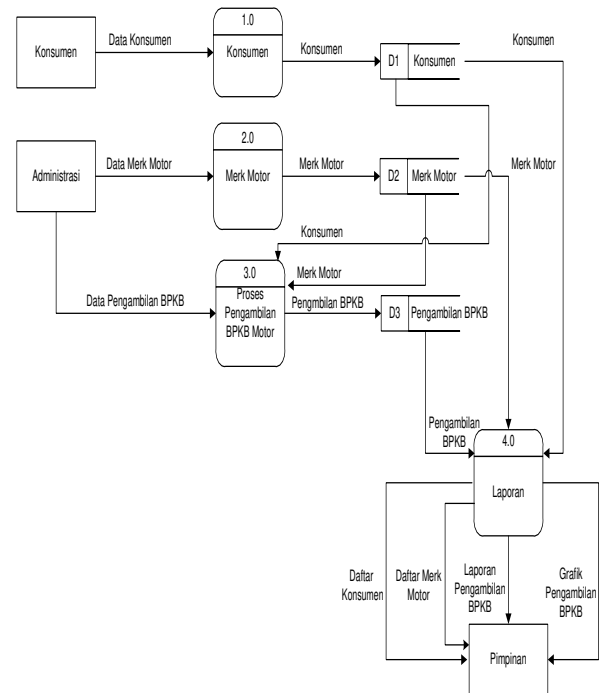 1.0
Konsumen
Data Konsumen
Konsumen
Konsumen
D1
Konsumen
Konsumen
2.0
Administrasi
Data Merk Motor
Merk Motor
Merk Motor
D2
Merk Motor
Merk Motor
Konsumen
3.0
Merk Motor
Proses
Pengambilan
BPKB Motor
Data Pengambilan BPKB
Pengmbilan BPKB
D3
Pengambilan BPKB
Pengambilan
BPKB
4.0
Laporan
Daftar
Konsumen
Daftar Merk
Motor
Laporan
Pengambilan
BPKB
Grafik
Pengambilan
BPKB
Pimpinan